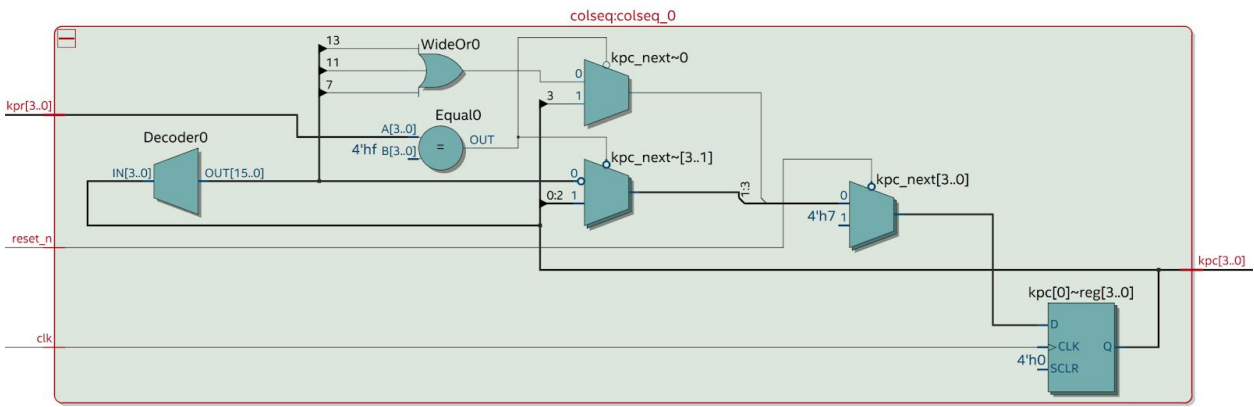 colseq:colseq_0
13
WideOr0
kpc_next~0
11
0
7
3
1
kpr[3..0]
Equal0
Decoder0
A[3..0]
OUT
4'hf
B[3..0]
=
kpc_next~[3..1]
IN[3..0]
OUT[15..0]
0
kpc_next[3..0]
0:2
1
1:3
0
4'h7
1
reset_n
kpc[3..0]
kpc[0]~reg[3..0]
D
clk
CLK
Q
4'h0
SCLR